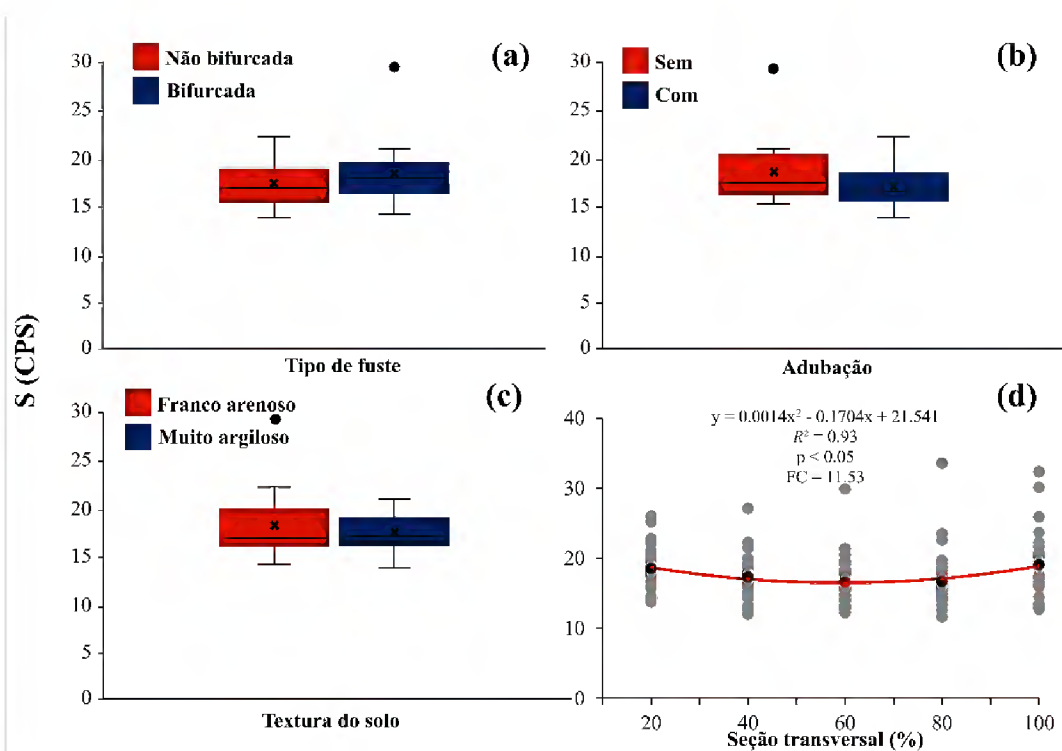 S (CPS)
(a)
Não bifurcada
Bifurcada
30
25
20
15
10
5
0
Tipo de fuste
(b)
Sem
Com
30
25
20
15
10
5
0
Adubação
(c)
Franco arenoso
Muito argiloso
30
25
20
15
10
5
0
Textura do solo
(d)
y = 0.0014x² - 0.1704x + 21.541
R² = 0.93
p < 0.05
FC = 11.53
40
30
20
10
0
20 40 60 80 100
Seção transversal (%)